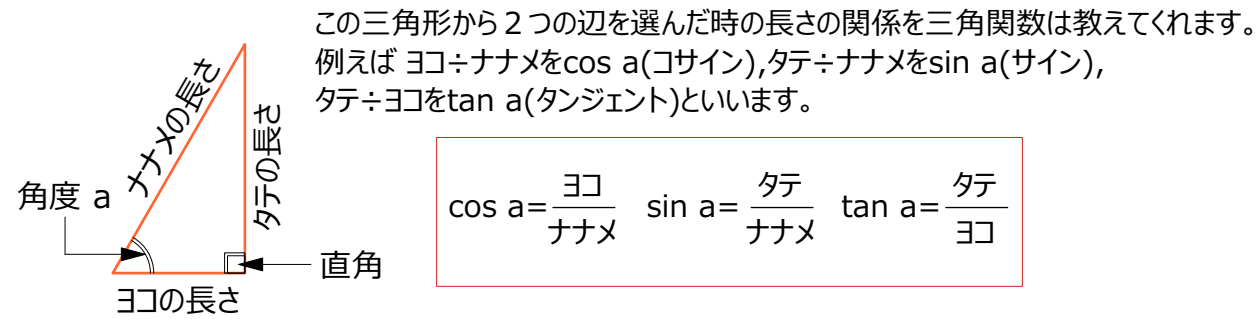 この三角形から２つの辺を選んだ時の長さの関係を三角関数は教えてくれます。
例えば ヨコ÷ナナメをcos a(コサイン),タテ÷ナナメをsin a(サイン),
タテ÷ヨコをtan a(タンジェント)といいます。
ナナメの長さ
タテの長さ
角度 a
直角
ヨコの長さ
cos a=ヨコ/ナナメ sin a=タテ/ナナメ tan a=タテ/ヨコ